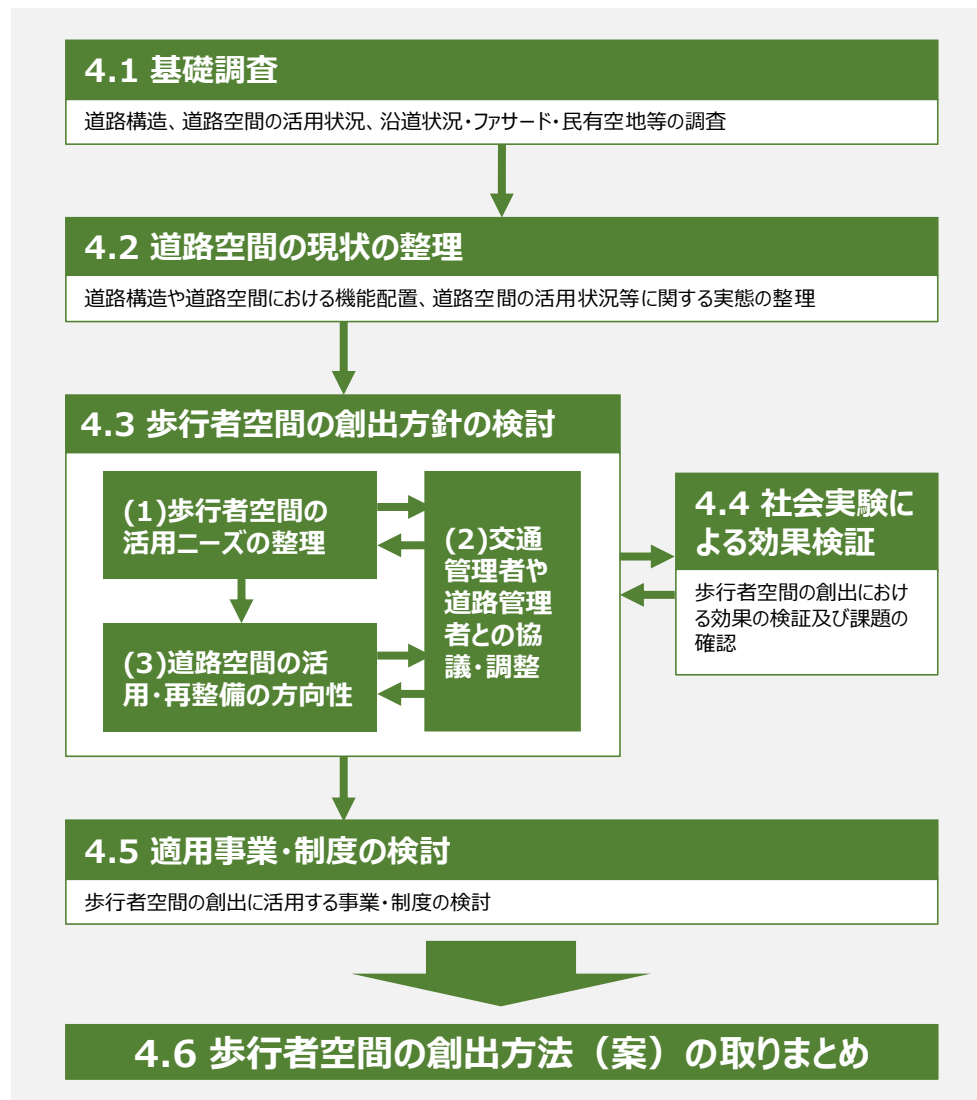 4.1 基礎調査
道路構造、道路空間の活用状況、沿道状況・ファサード・民有空地等の調査
4.2 道路空間の現状の整理
道路構造や道路空間における機能配置、道路空間の活用状況等に関する実態の整理
4.3 歩行者空間の創出方針の検討
(1)歩行者空間の
活用ニーズの整理
(2)交通
管理者や
道路管理
者との協
議・調整
(3)道路空間の活
用・再整備の方向性
4.4 社会実験に
よる効果検証
歩行者空間の創出におけ
る効果の検証及び課題の
確認
4.5 適用事業・制度の検討
歩行者空間の創出に活用する事業・制度の検討
4.6 歩行者空間の創出方法（案）の取りまとめ